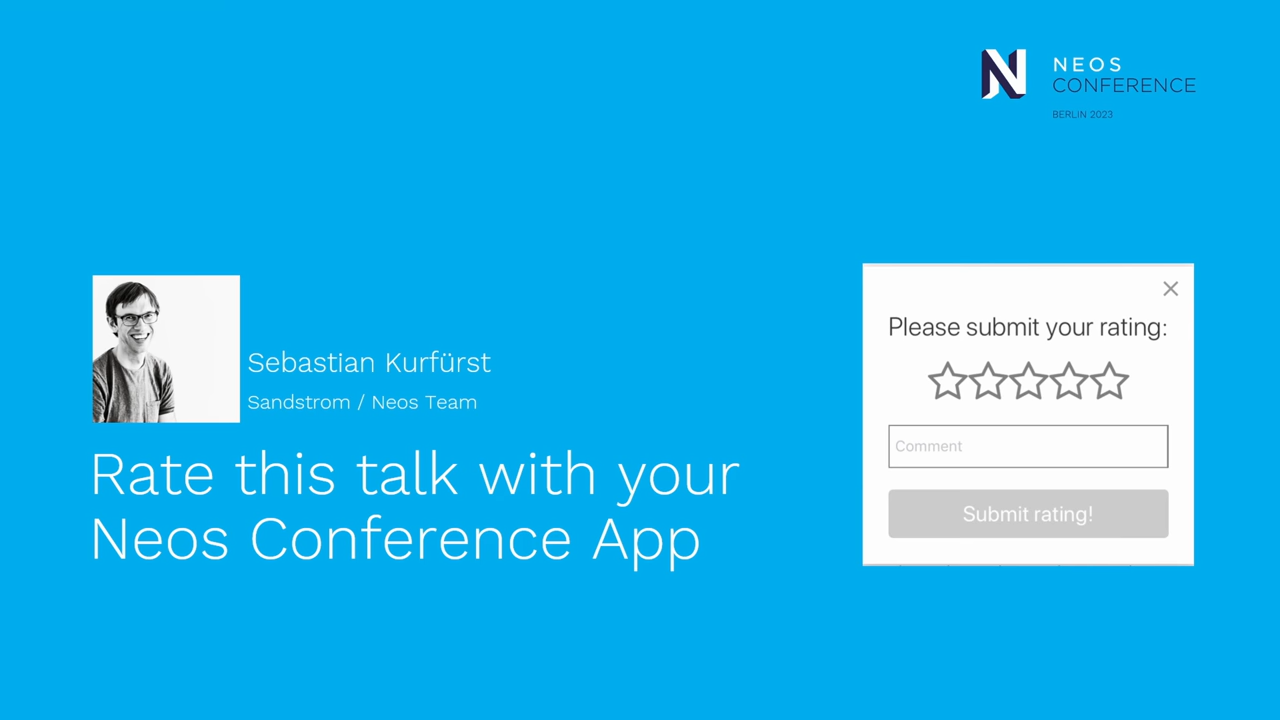 NEOS
CONFERENCE
BERLIN 2023
Sebastian Kurfürst
Sandstrom / Neos Team
Rate this talk with your
Neos Conference App
Please submit your rating:
Comment
Submit rating!